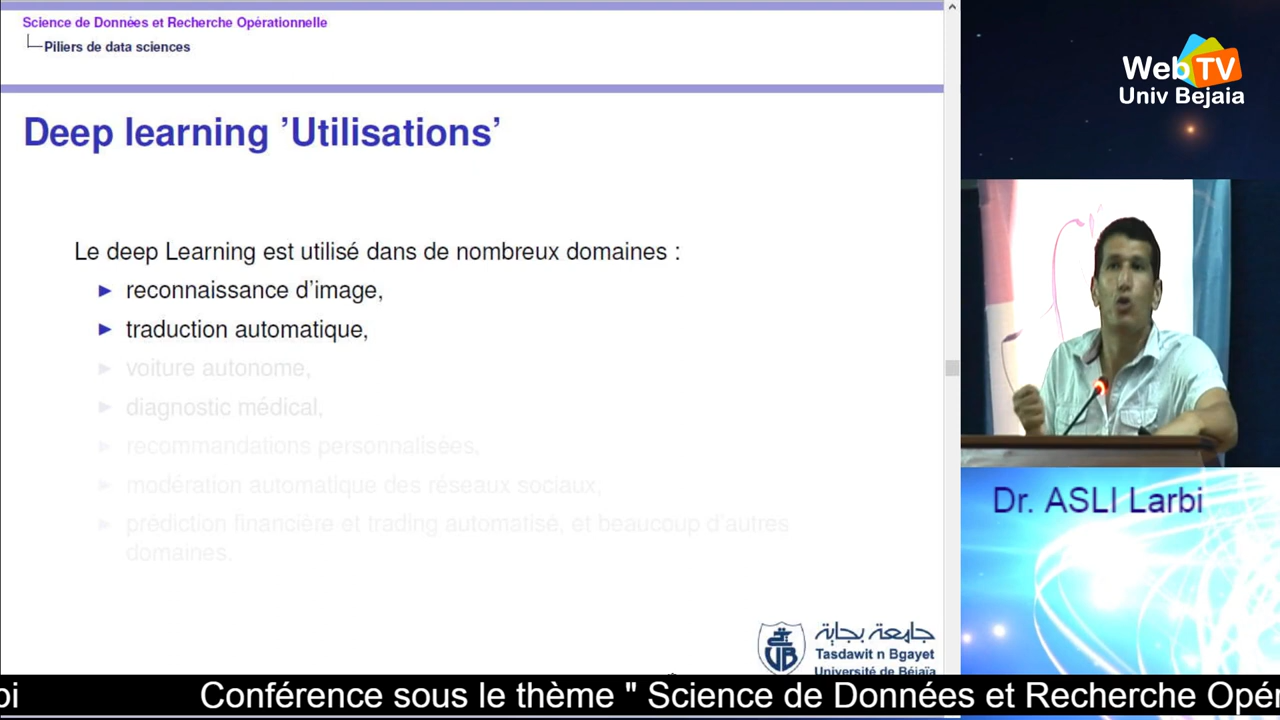 Science de Données et Recherche Opérationnelle
Piliers de data sciences
Deep learning ’Utilisations’
Le deep Learning est utilisé dans de nombreux domaines :
► reconnaissance d’image,
► traduction automatique,
► voiture autonome,
► diagnostic médical,
► recommandations personnalisées,
► modération automatique des réseaux sociaux,
► prédiction financière et trading automatisé, et beaucoup d’autres
domaines.
جامعة بجاية
Tasdawit n Bgayet
Université de Béjaïa
UB
Web TV
Univ Bejaia
Dr. ASLI Larbi
bi Conférence sous le thème " Science de Données et Recherche Opér